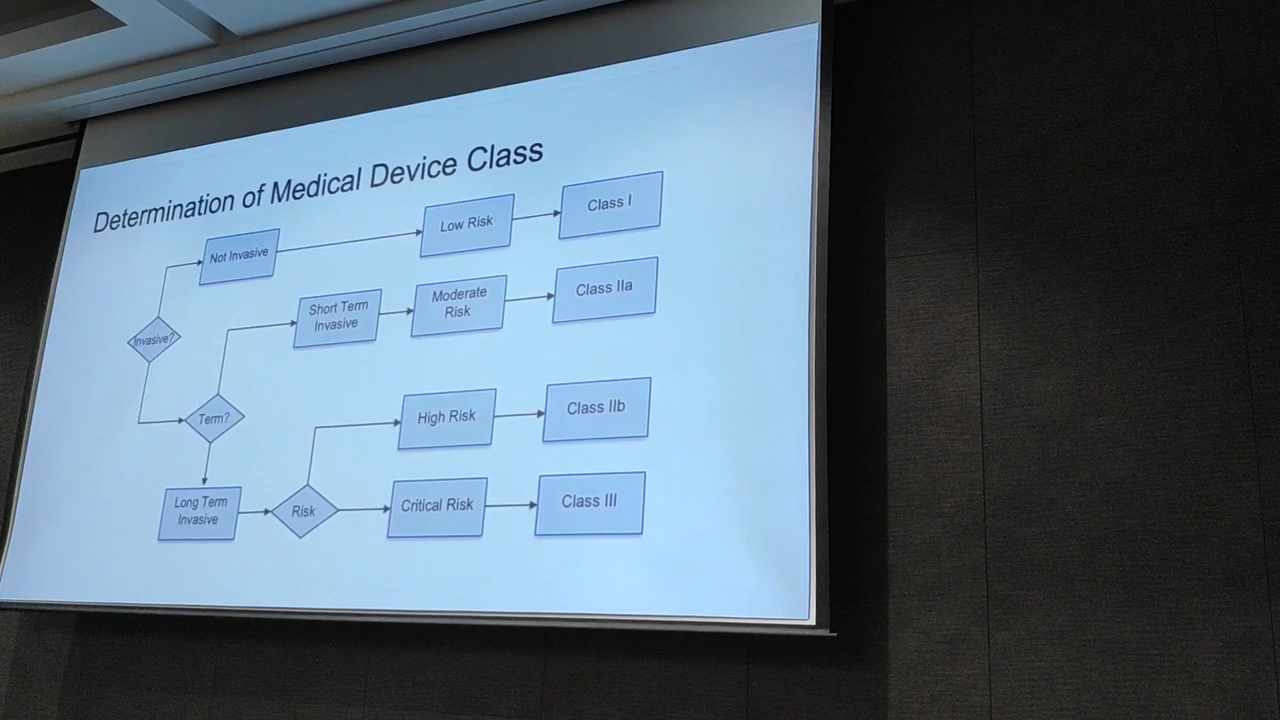 Determination of Medical Device Class
Not Invasive
Low Risk
Class I
Invasive?
Short Term
Invasive
Moderate
Risk
Class IIa
Term?
High Risk
Class IIb
Long Term
Invasive
Risk
Critical Risk
Class III